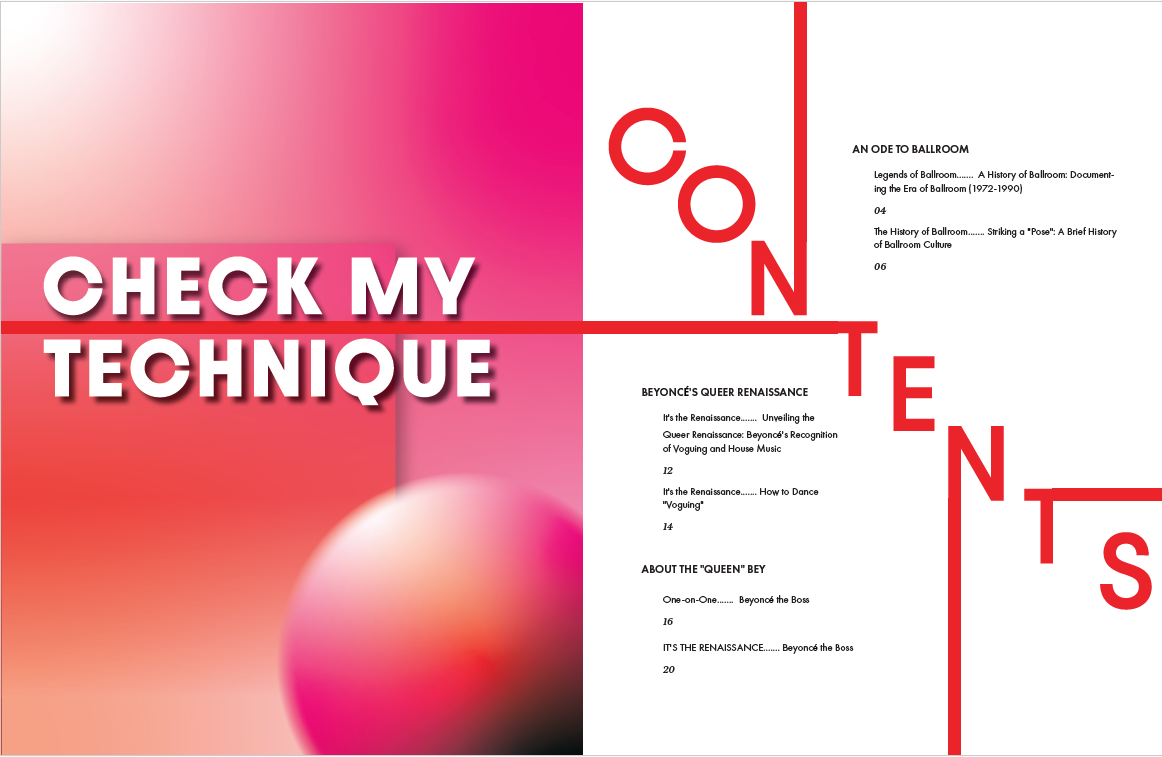 CHECK MY
TECHNIQUE
CONTENTS
AN ODE TO BALLROOM
Legends of Ballroom....... A History of Ballroom: Document-
ing the Era of Ballroom (1972-1990)
04
The History of Ballroom....... Striking a "Pose": A Brief History
of Ballroom Culture
06
BEYONCÉ'S QUEER RENAISSANCE
It's the Renaissance....... Unveiling the
Queer Renaissance: Beyoncé's Recognition
of Voguing and House Music
12
It's the Renaissance....... How to Dance
"Voguing"
14
ABOUT THE "QUEEN" BEY
One-on-One....... Beyoncé the Boss
16
IT'S THE RENAISSANCE....... Beyoncé the Boss
20